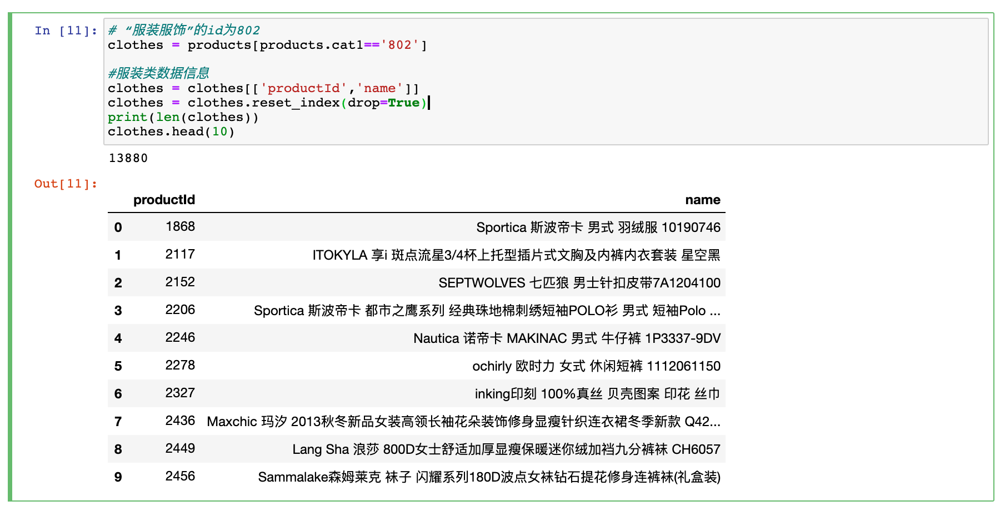 In [11]: # “服装服饰”的id为802
clothes = products[products.cat1=='802']
#服装类数据信息
clothes = clothes[['productId','name']]
clothes = clothes.reset_index(drop=True)
print(len(clothes))
clothes.head(10)
13880
Out[11]:
productId name
0 1868 Sportica 斯波帝卡 男式 羽绒服 10190746
1 2117 ITOKYLA 享i 斑点流星3/4杯上托型插片式文胸及内裤内衣套装 星空黑
2 2152 SEPTWOLVES 七匹狼 男士针扣皮带7A1204100
3 2206 Sportica 斯波帝卡 都市之鹰系列 经典珠地棉刺绣短袖POLO衫 男式 短袖Polo ...
4 2246 Nautica 诺帝卡 MAKINAC 男式 牛仔裤 1P3337-9DV
5 2278 ochirly 欧时力 女式 休闲短裤 1112061150
6 2327 inking印刻 100%真丝 贝壳图案 印花 丝巾
7 2436 Maxchic 玛汐 2013秋冬新品女装高领长袖花朵装饰修身显瘦针织连衣裙冬季新款 Q42...
8 2449 Lang Sha 浪莎 800D女士舒适加厚显瘦保暖迷你绒加裆九分裤袜 CH6057
9 2456 Sammalake森姆莱克 袜子 闪耀系列180D波点女袜钻石提花修身连裤袜(礼盒装)